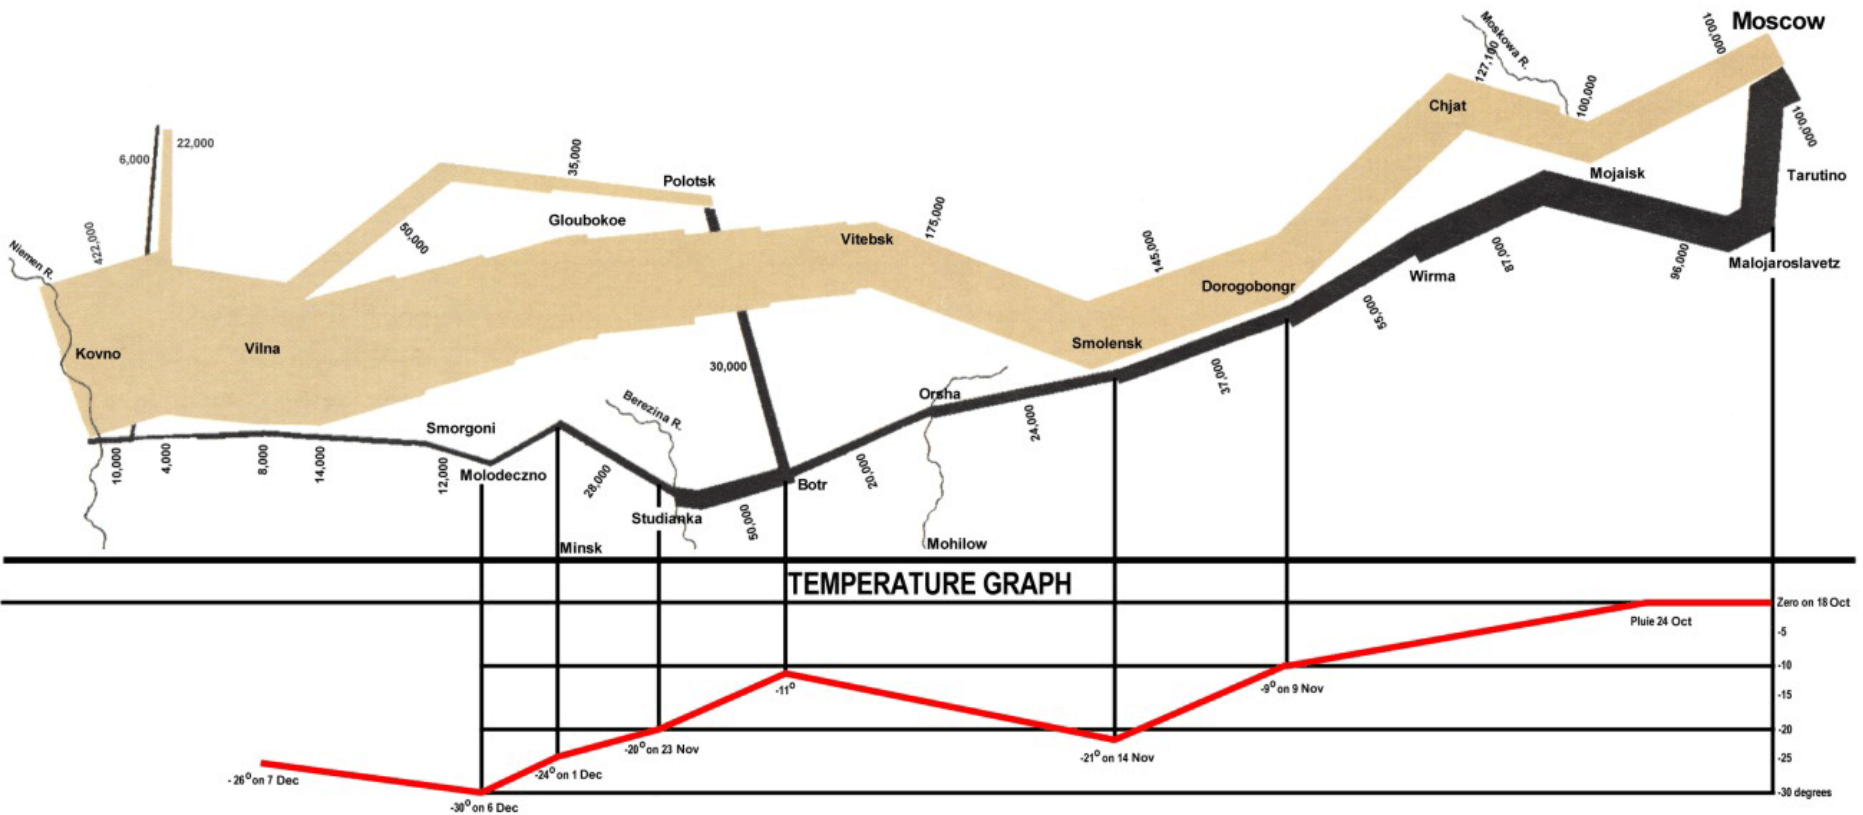 Moscow
100,000
Moskowa R.
127,100
100,000
Chjat
100,000
22,000
6,000
35,000
Polotsk
Mojaisk
Tarutino
Gloubokoe
50,000
422,000
175,000
Vitebsk
145,000
Niemen R.
Dorogobongr
Wirma
87,000
96,000
Malojaroslavetz
55,000
Kovno
Vilna
Smolensk
30,000
37,000
Berezina R.
Orsha
24,000
Smorgoni
10,000
4,000
8,000
14,000
12,000
Molodeczno
28,000
20,000
Botr
50,000
Studianka
Minsk
Mohilow
TEMPERATURE GRAPH
Zero on 18 Oct
Pluie 24 Oct
-5
-10
-9° on 9 Nov
-11°
-15
-20
-20° on 23 Nov
-21° on 14 Nov
-25
-24° on 1 Dec
- 26° on 7 Dec
-30 degrees
-30° on 6 Dec